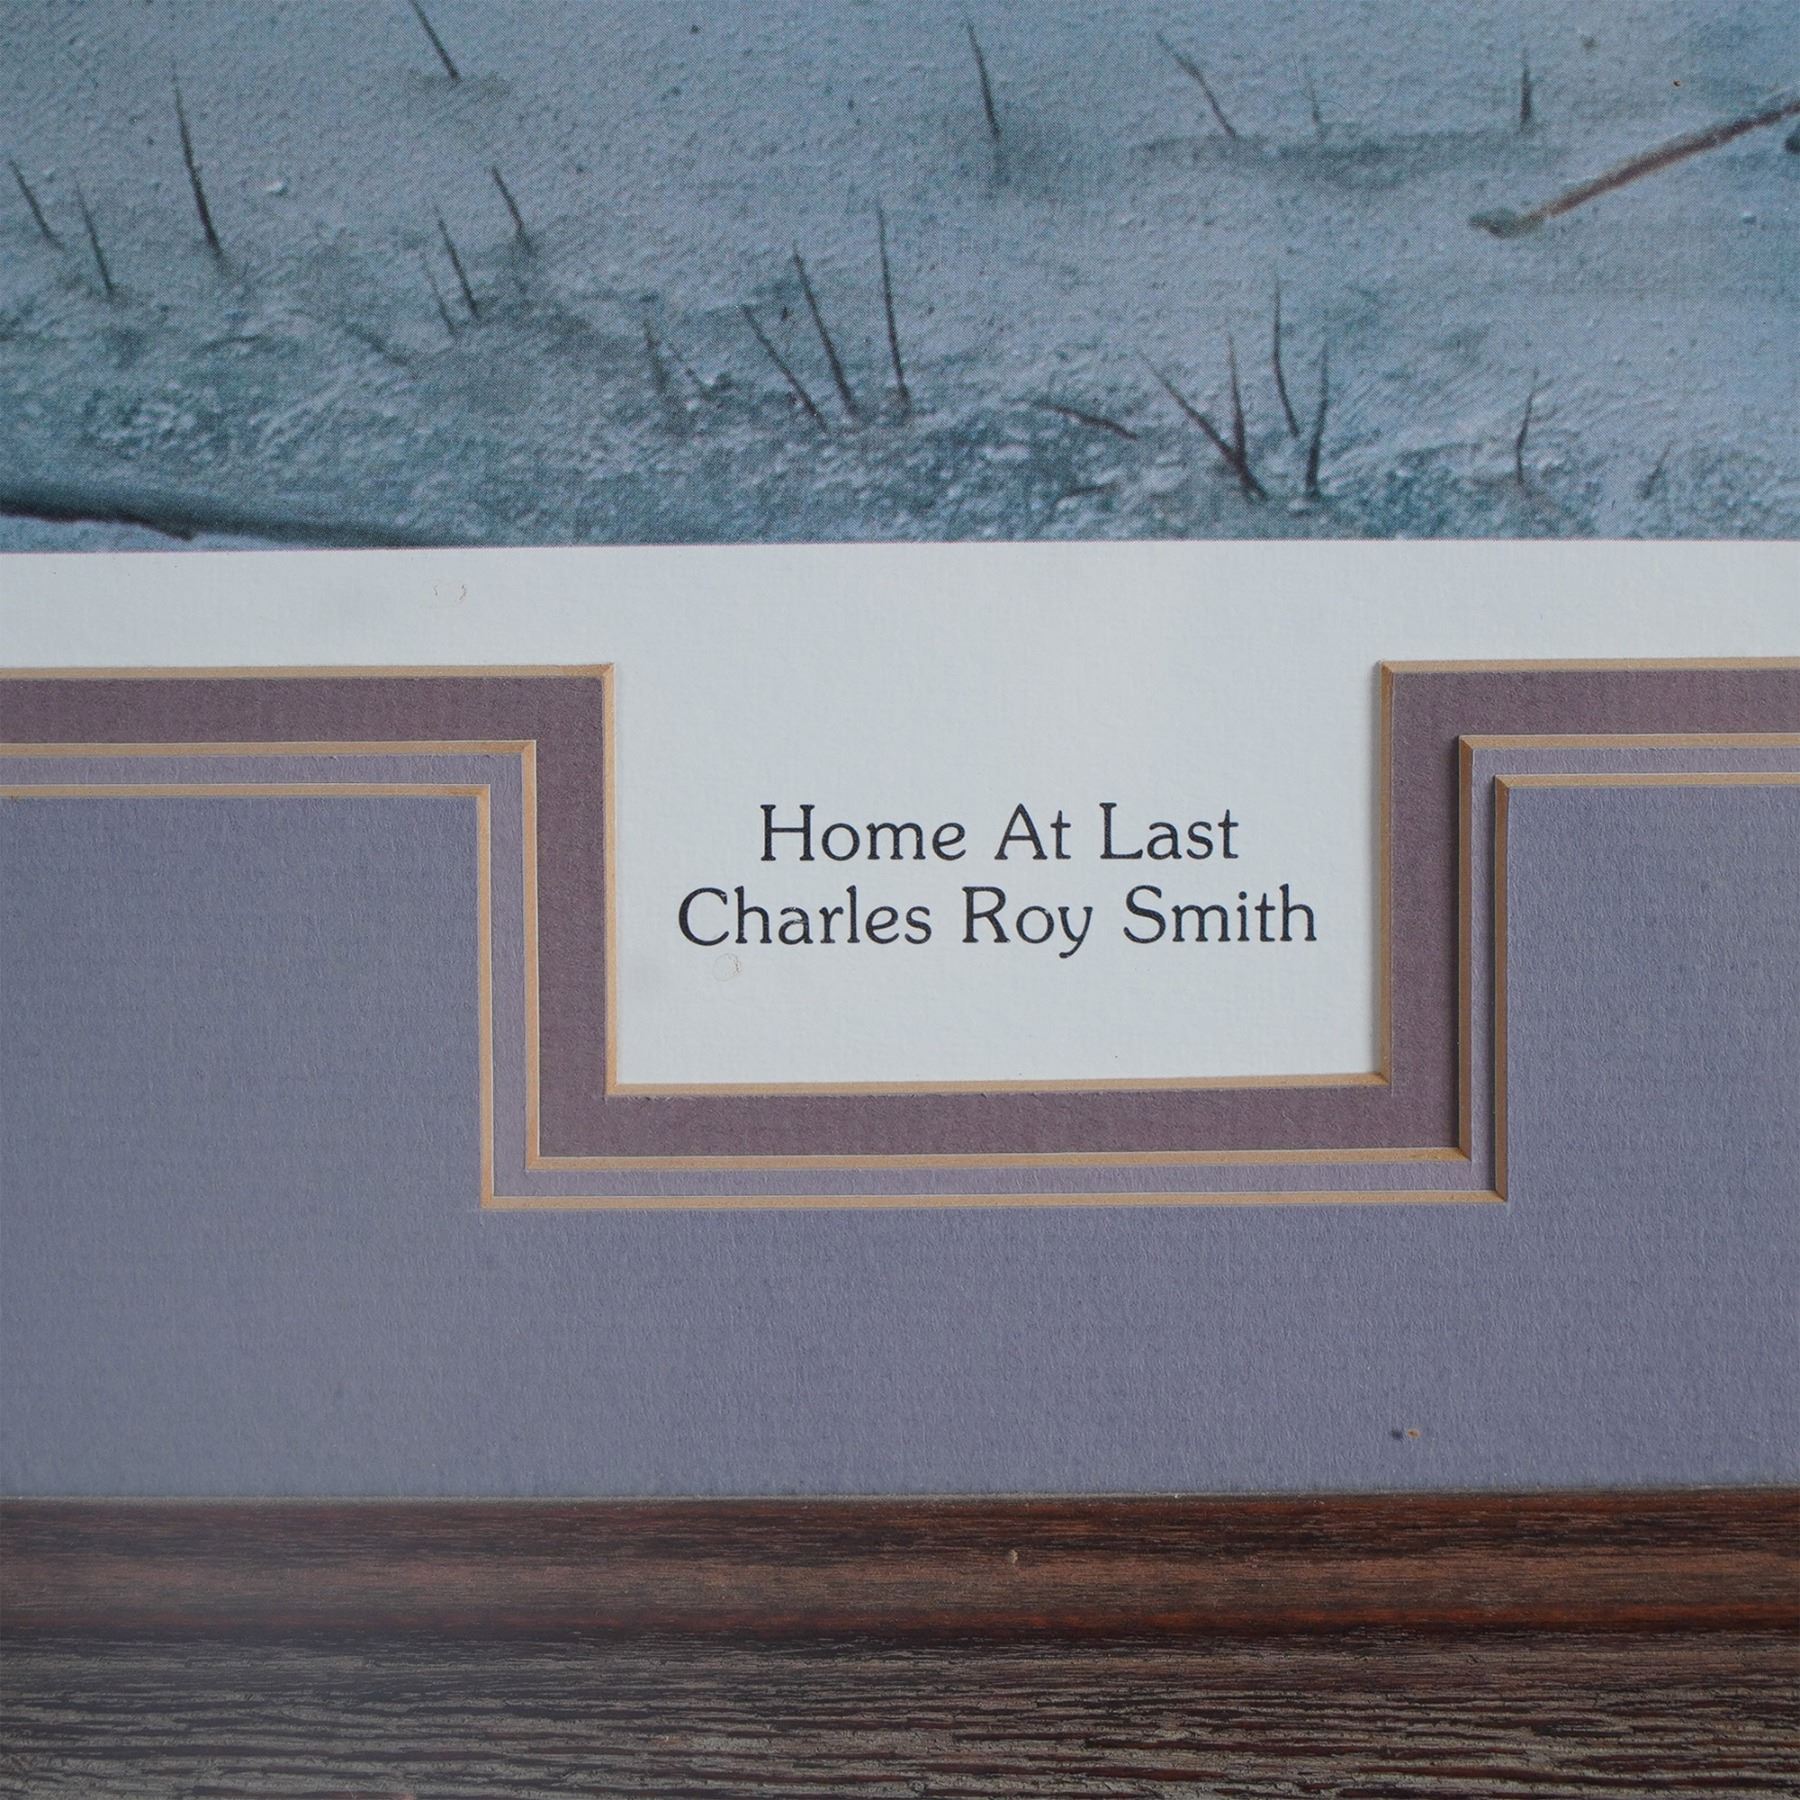 Home At Last
Charles Roy Smith